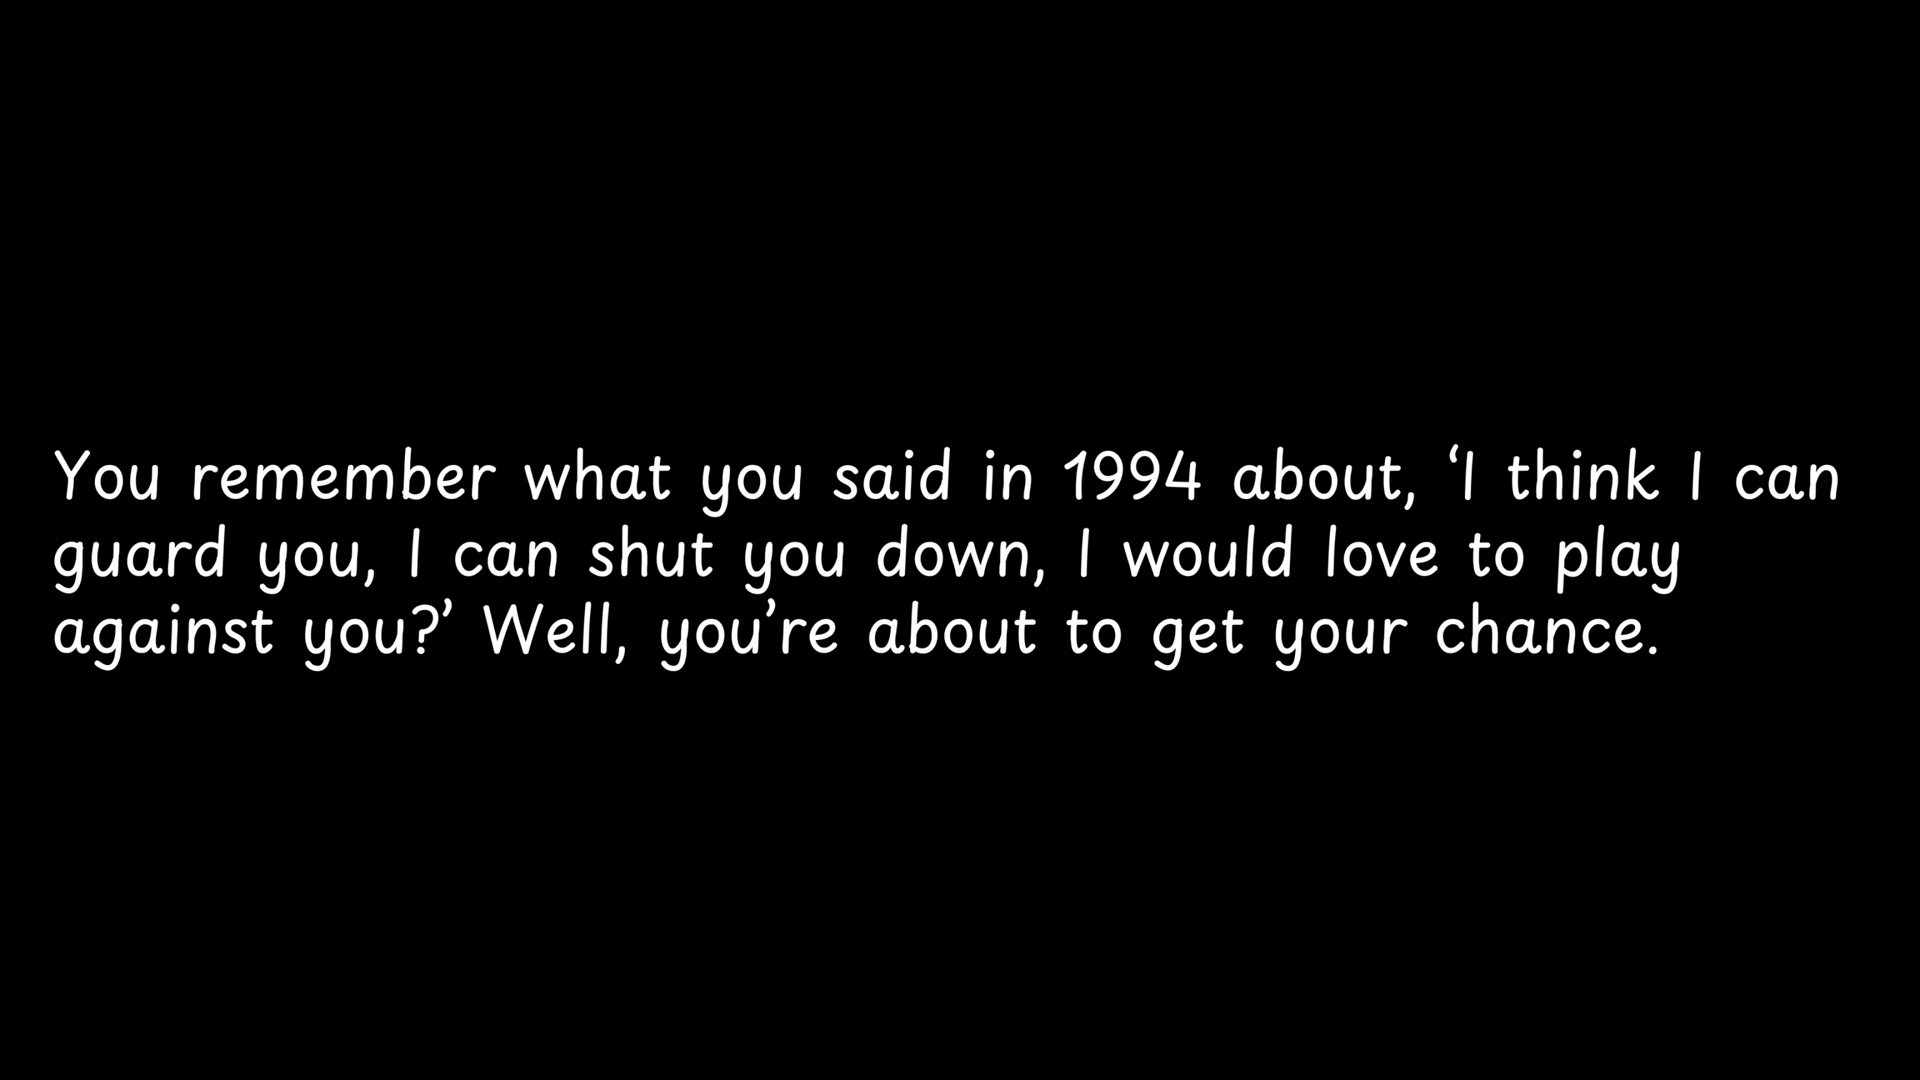 You remember what you said in 1994 about, ‘I think I can
guard you, I can shut you down, I would love to play
against you?’ Well, you’re about to get your chance.